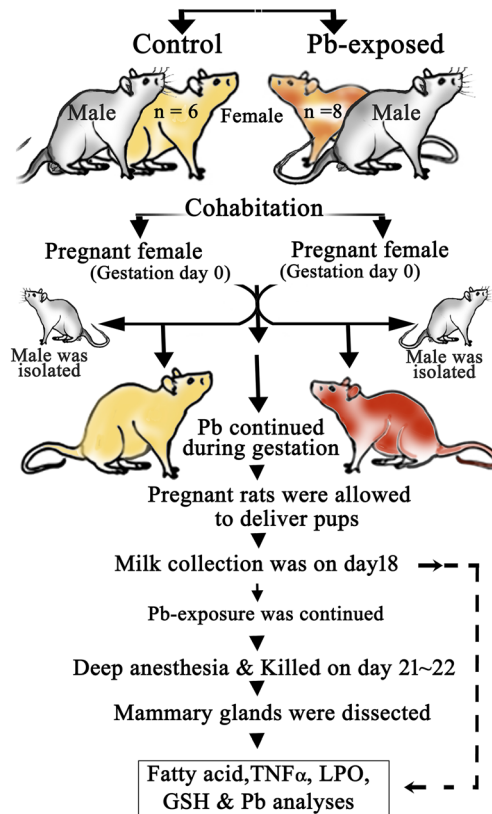 Control Pb-exposed
Male n = 6 Female n =8 Male
Cohabitation
Pregnant female
(Gestation day 0)
Pregnant female
(Gestation day 0)
Male was
isolated
Male was
isolated
Pb continued
during gestation
Pregnant rats were allowed
to deliver pups
Milk collection was on day18
Pb-exposure was continued
Deep anesthesia & Killed on day 21~22
Mammary glands were dissected
Fatty acid,TNFα, LPO,
GSH & Pb analyses